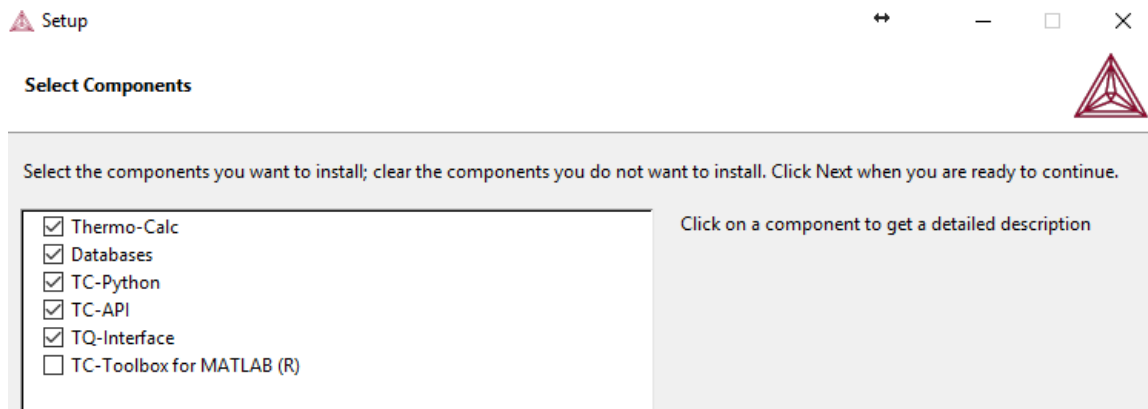 Setup
Select Components
Select the components you want to install; clear the components you do not want to install. Click Next when you are ready to continue.
Thermo-Calc
Click on a component to get a detailed description
Databases
TC-Python
TC-API
TQ-Interface
TC-Toolbox for MATLAB (R)